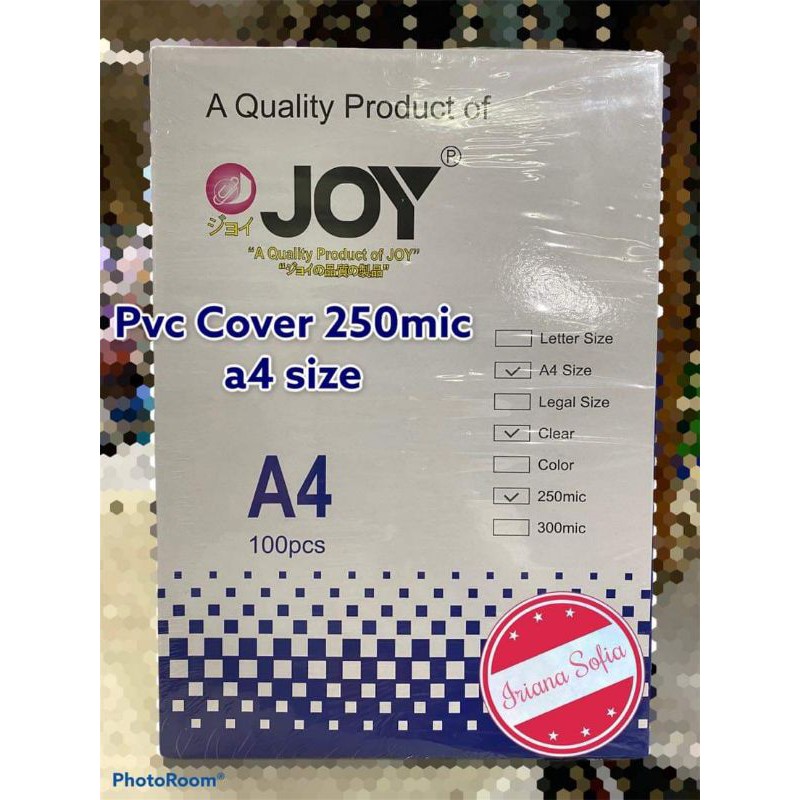 A Quality Product of
JOY
P
ジョイ
"A Quality Product of JOY"
"ジョイの品質の製品"
Pvc Cover 250mic
a4 size
Letter Size
A4 Size
Legal Size
Clear
Color
250mic
300mic
A4
100pcs
Iriana Sofia
PhotoRoom®